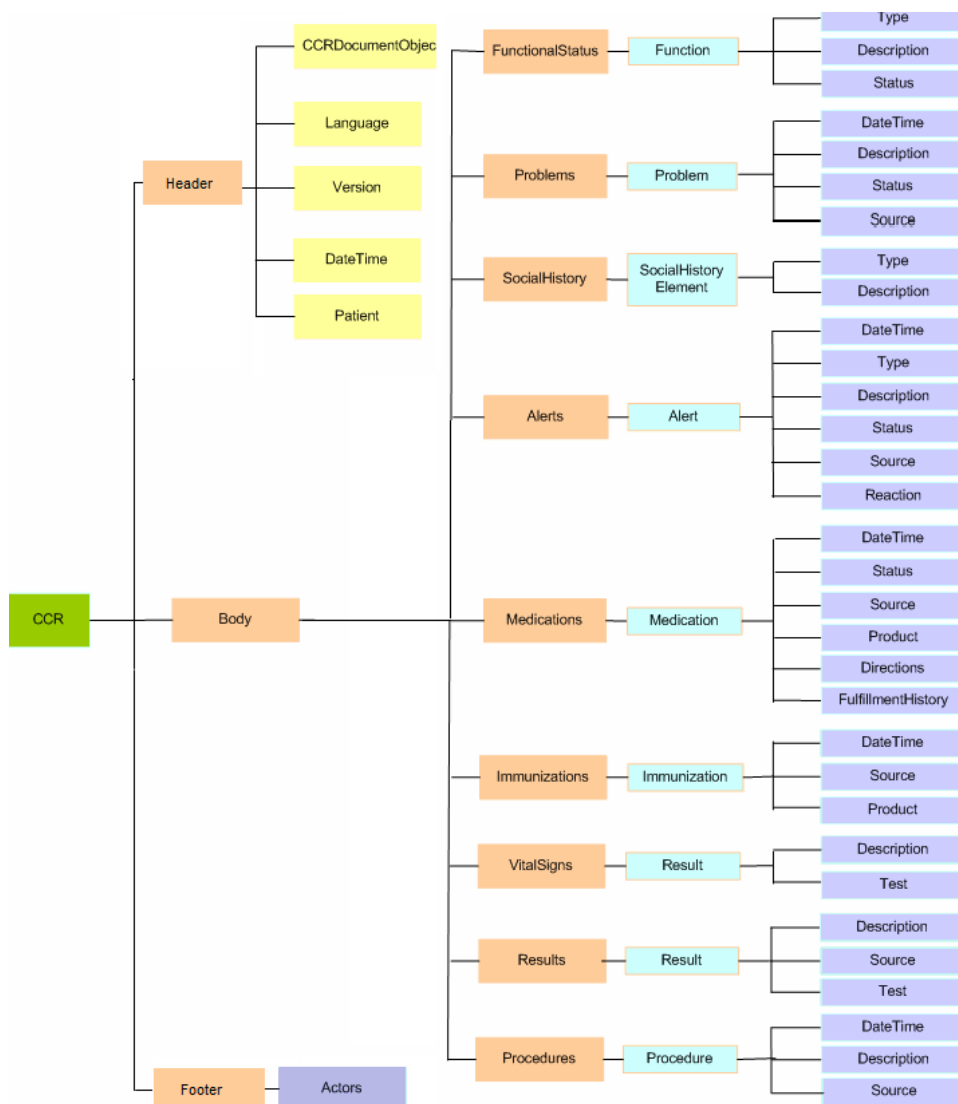 CCR
Header
CCRDocumentObjec
Language
Version
DateTime
Patient
Body
FunctionalStatus
Function
Type
Description
Status
Problems
Problem
DateTime
Description
Status
Source
SocialHistory
SocialHistory
Element
Type
Description
Alerts
Alert
DateTime
Type
Description
Status
Source
Reaction
Medications
Medication
DateTime
Status
Source
Product
Directions
FulfillmentHistory
Immunizations
Immunization
DateTime
Source
Product
VitalSigns
Result
Description
Test
Results
Result
Description
Source
Test
Procedures
Procedure
DateTime
Description
Source
Footer
Actors